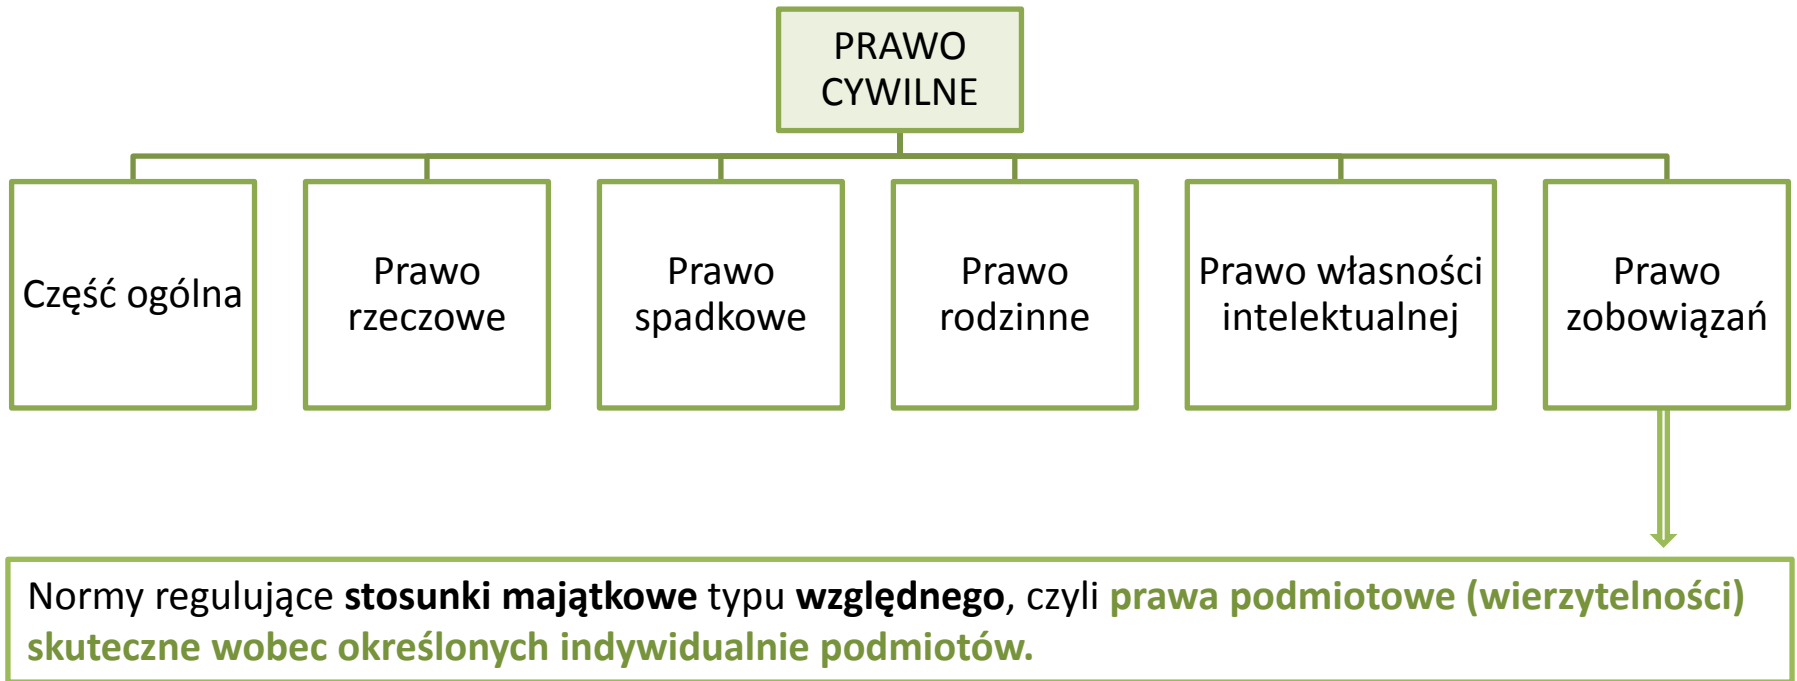 PRAWO
CYWILNE
Część ogólna
Prawo
rzeczowe
Prawo
spadkowe
Prawo
rodzinne
Prawo własności
intelektualnej
Prawo
zobowiązań
Normy regulujące stosunki majątkowe typu względnego, czyli prawa podmiotowe (wierzytelności)
skuteczne wobec określonych indywidualnie podmiotów.